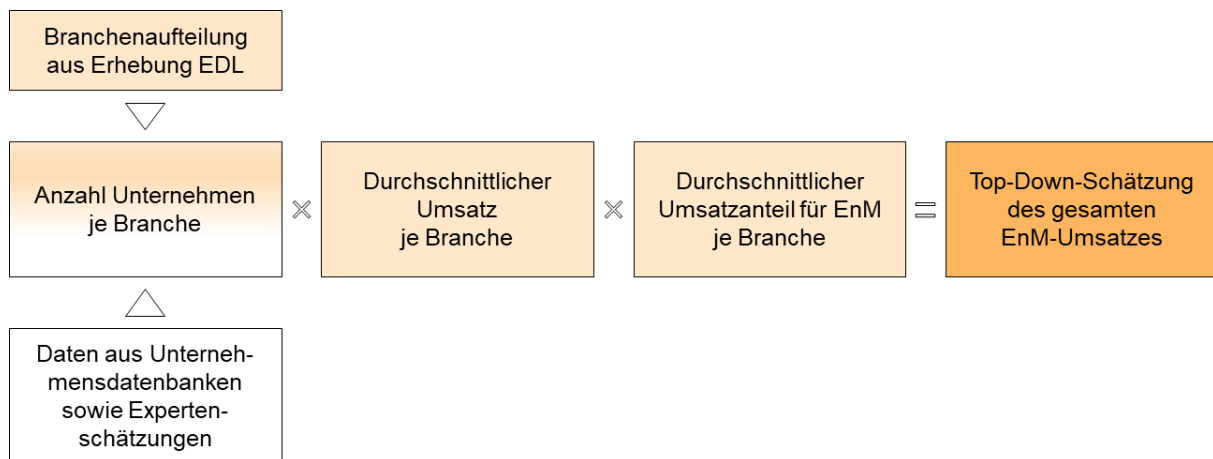 Branchenaufteilung
aus Erhebung EDL
Anzahl Unternehmen
je Branche
×
Durchschnittlicher
Umsatz
je Branche
×
Durchschnittlicher
Umsatzanteil für EnM
je Branche
=
Top-Down-Schätzung
des gesamten
EnM-Umsatzes
Daten aus Unterneh-
mensdatenbanken
sowie Experten-
schätzungen